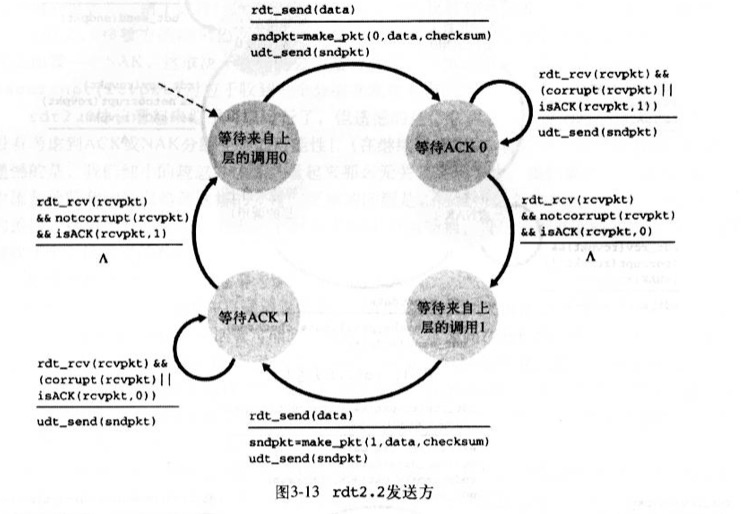 rdt_send(data)
sndpkt=make_pkt(0,data,checksum)
udt_send(sndpkt)
rdt_rcv(rcvpkt)&&
(corrupt(rcvpkt)||
isACK(rcvpkt,1))
udt_send(sndpkt)
等待来自上
层的调用0
等待ACK 0
rdt_rcv(rcvpkt)
&& notcorrupt(rcvpkt)
&& isACK(rcvpkt,1)
Λ
rdt_rcv(rcvpkt)
&& notcorrupt(rcvpkt)
&& isACK(rcvpkt,0)
Λ
等待ACK 1
等待来自上
层的调用1
rdt_rcv(rcvpkt)&&
(corrupt(rcvpkt)||
isACK(rcvpkt,0))
udt_send(sndpkt)
rdt_send(data)
sndpkt=make_pkt(1,data,checksum)
udt_send(sndpkt)
图3-13 rdt2.2发送方